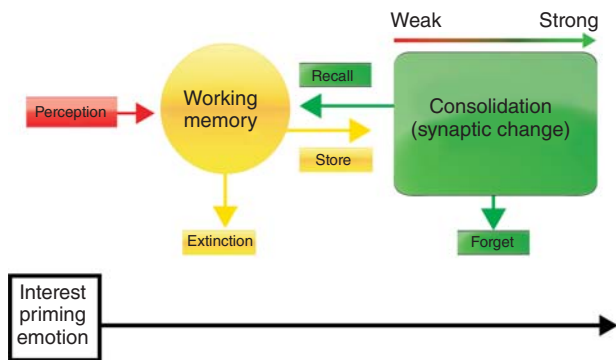 Weak
Strong
Recall
Working
memory
Consolidation
(synaptic change)
Perception
Store
Extinction
Forget
Interest
priming
emotion